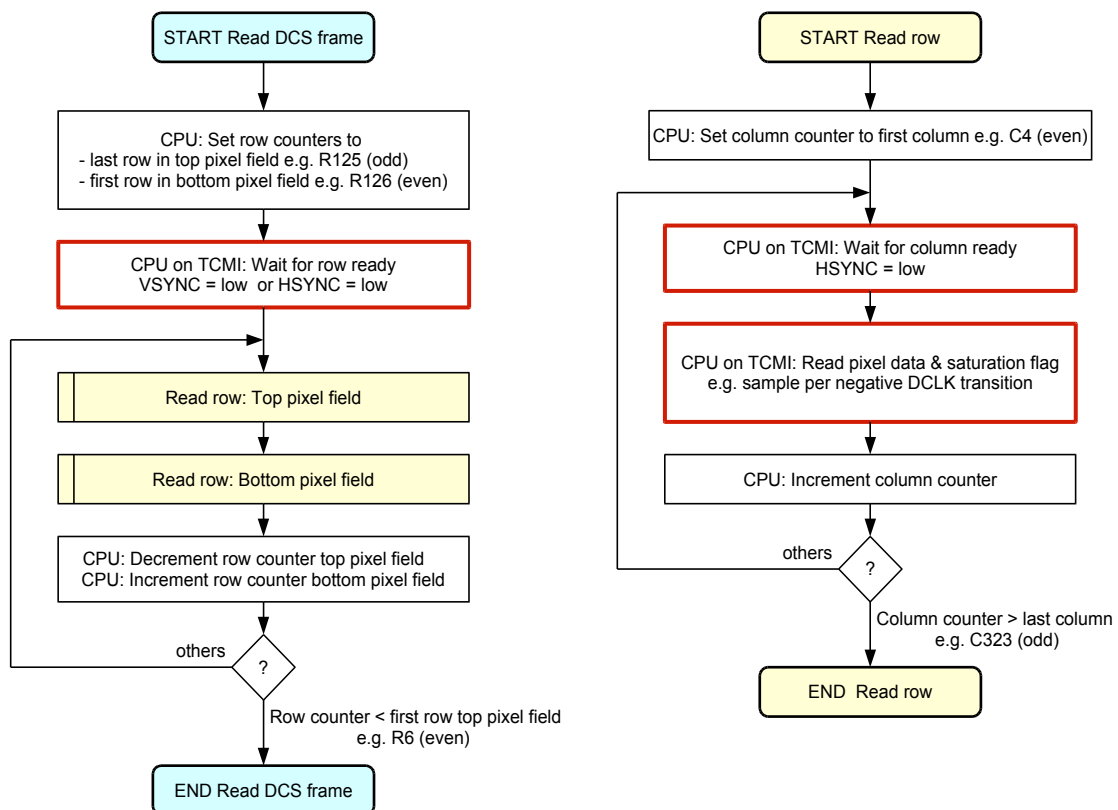 START Read DCS frame
CPU: Set row counters to
- last row in top pixel field e.g. R125 (odd)
- first row in bottom pixel field e.g. R126 (even)
CPU on TCMI: Wait for row ready
VSYNC = low or HSYNC = low
Read row: Top pixel field
Read row: Bottom pixel field
CPU: Decrement row counter top pixel field
CPU: Increment row counter bottom pixel field
others
?
Row counter < first row top pixel field
e.g. R6 (even)
END Read DCS frame
START Read row
CPU: Set column counter to first column e.g. C4 (even)
CPU on TCMI: Wait for column ready
HSYNC = low
CPU on TCMI: Read pixel data & saturation flag
e.g. sample per negative DCLK transition
CPU: Increment column counter
others
?
Column counter > last column
e.g. C323 (odd)
END Read row